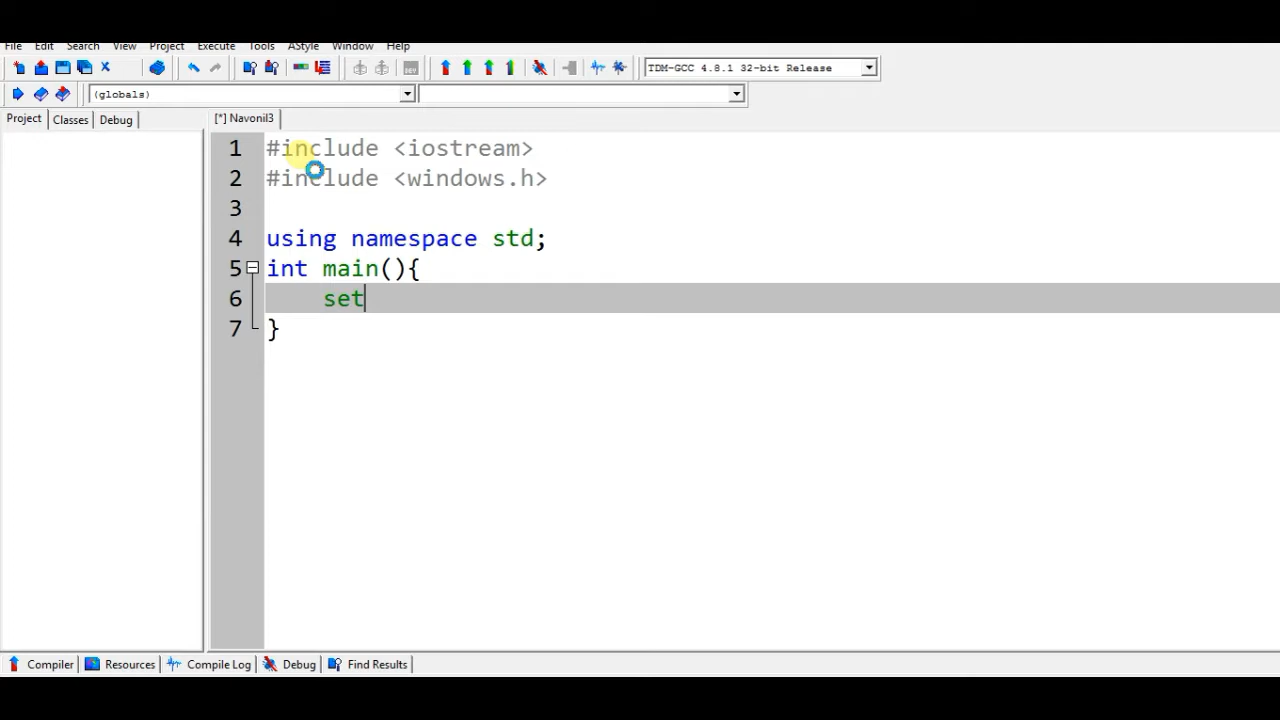 File Edit Search View Project Execute Tools AStyle Window Help
TDM-GCC 4.8.1 32-bit Release
(globals)
Project Classes Debug [*] Navonil3
1 #include <iostream>
2 #include <windows.h>
3
4 using namespace std;
5 int main(){
6 set
7 }
Compiler Resources Compile Log Debug Find Results